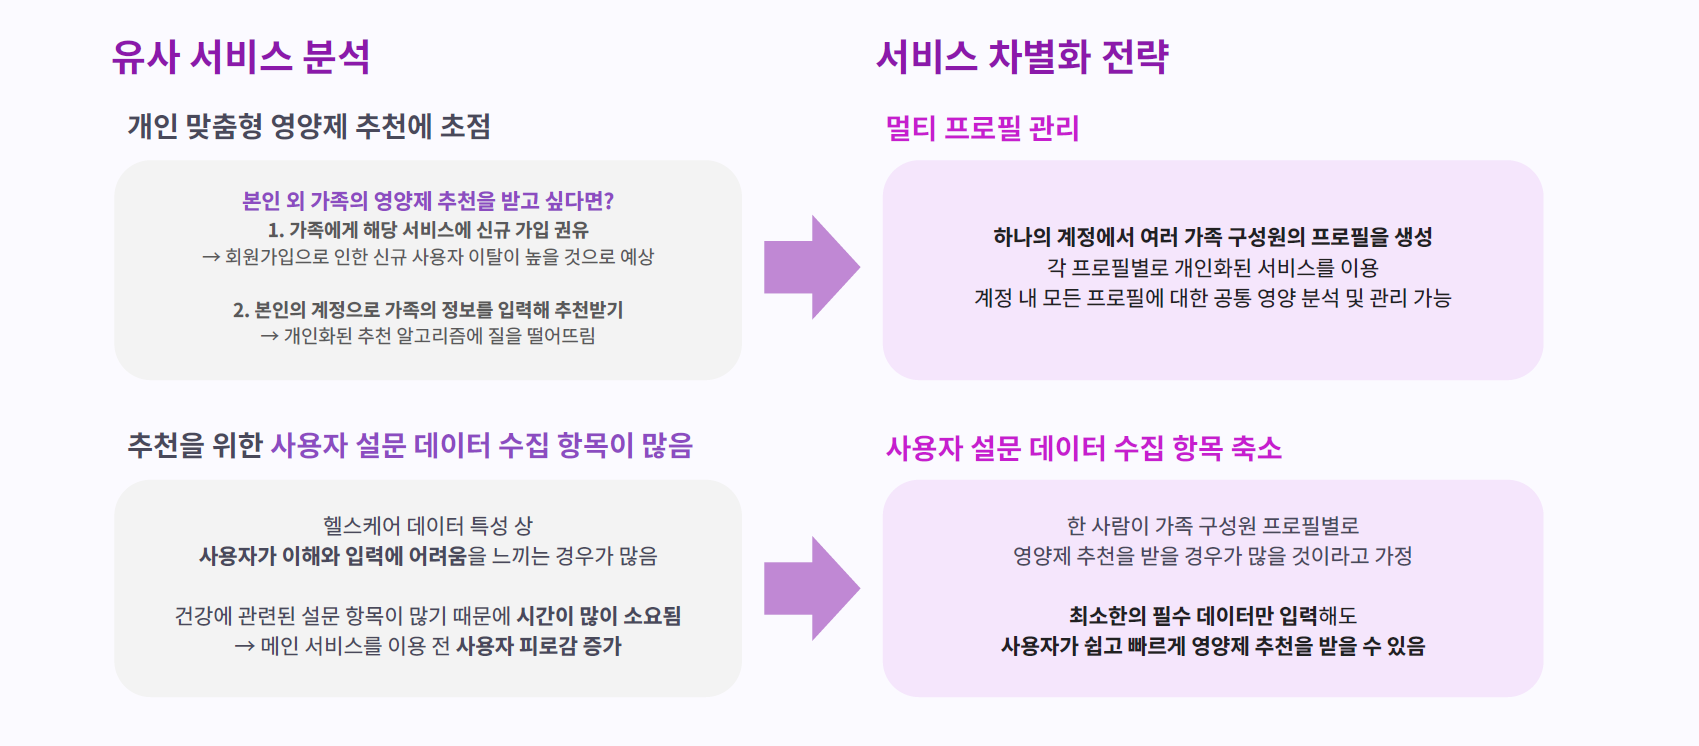 유사 서비스 분석
개인 맞춤형 영양제 추천에 초점
본인 외 가족의 영양제 추천을 받고 싶다면?
1. 가족에게 해당 서비스에 신규 가입 권유
→ 회원가입으로 인한 신규 사용자 이탈이 높을 것으로 예상
2. 본인의 계정으로 가족의 정보를 입력해 추천받기
→ 개인화된 추천 알고리즘에 질을 떨어뜨림
추천을 위한 사용자 설문 데이터 수집 항목이 많음
헬스케어 데이터 특성 상
사용자가 이해와 입력에 어려움을 느끼는 경우가 많음
건강에 관련된 설문 항목이 많기 때문에 시간이 많이 소요됨
→ 메인 서비스를 이용 전 사용자 피로감 증가
서비스 차별화 전략
멀티 프로필 관리
하나의 계정에서 여러 가족 구성원의 프로필을 생성
각 프로필별로 개인화된 서비스를 이용
계정 내 모든 프로필에 대한 공통 영양 분석 및 관리 가능
사용자 설문 데이터 수집 항목 축소
한 사람이 가족 구성원 프로필별로
영양제 추천을 받을 경우가 많을 것이라고 가정
최소한의 필수 데이터만 입력해도
사용자가 쉽고 빠르게 영양제 추천을 받을 수 있음